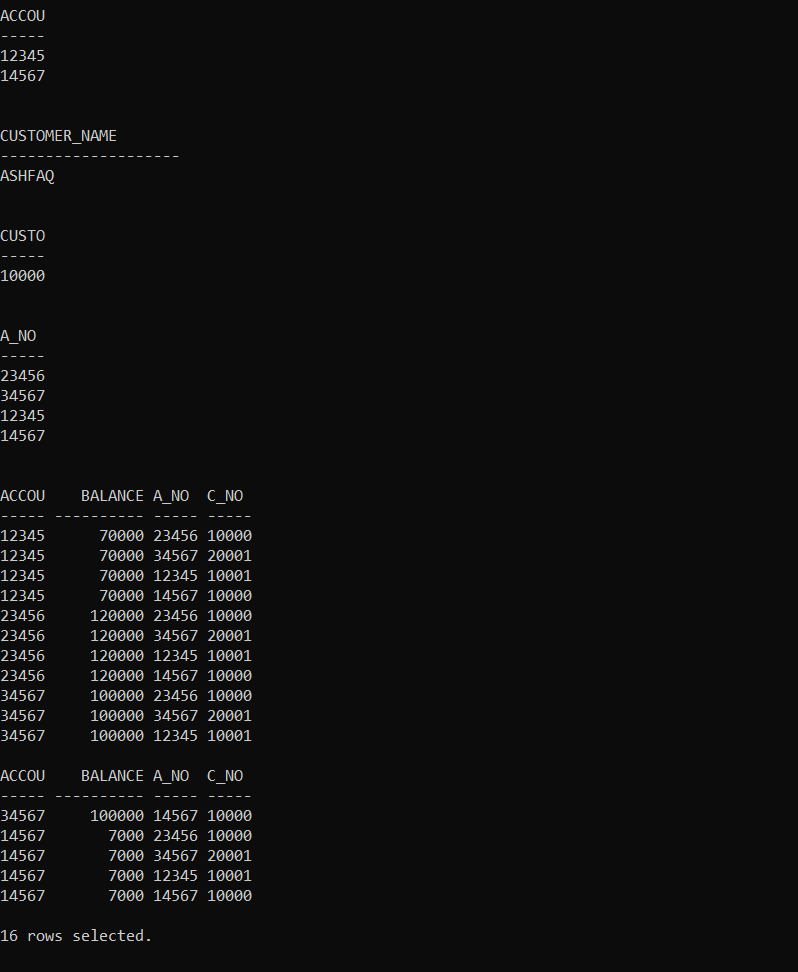 ACCOU
-----
12345
14567
CUSTOMER_NAME
--------------------
ASHFAQ
CUSTO
-----
10000
A_NO
-----
23456
34567
12345
14567
ACCOU    BALANCE A_NO  C_NO
----- ---------- ----- -----
12345      70000 23456 10000
12345      70000 34567 20001
12345      70000 12345 10001
12345      70000 14567 10000
23456     120000 23456 10000
23456     120000 34567 20001
23456     120000 12345 10001
23456     120000 14567 10000
34567     100000 23456 10000
34567     100000 34567 20001
34567     100000 12345 10001
ACCOU    BALANCE A_NO  C_NO
----- ---------- ----- -----
34567     100000 14567 10000
14567       7000 23456 10000
14567       7000 34567 20001
14567       7000 12345 10001
14567       7000 14567 10000
16 rows selected.